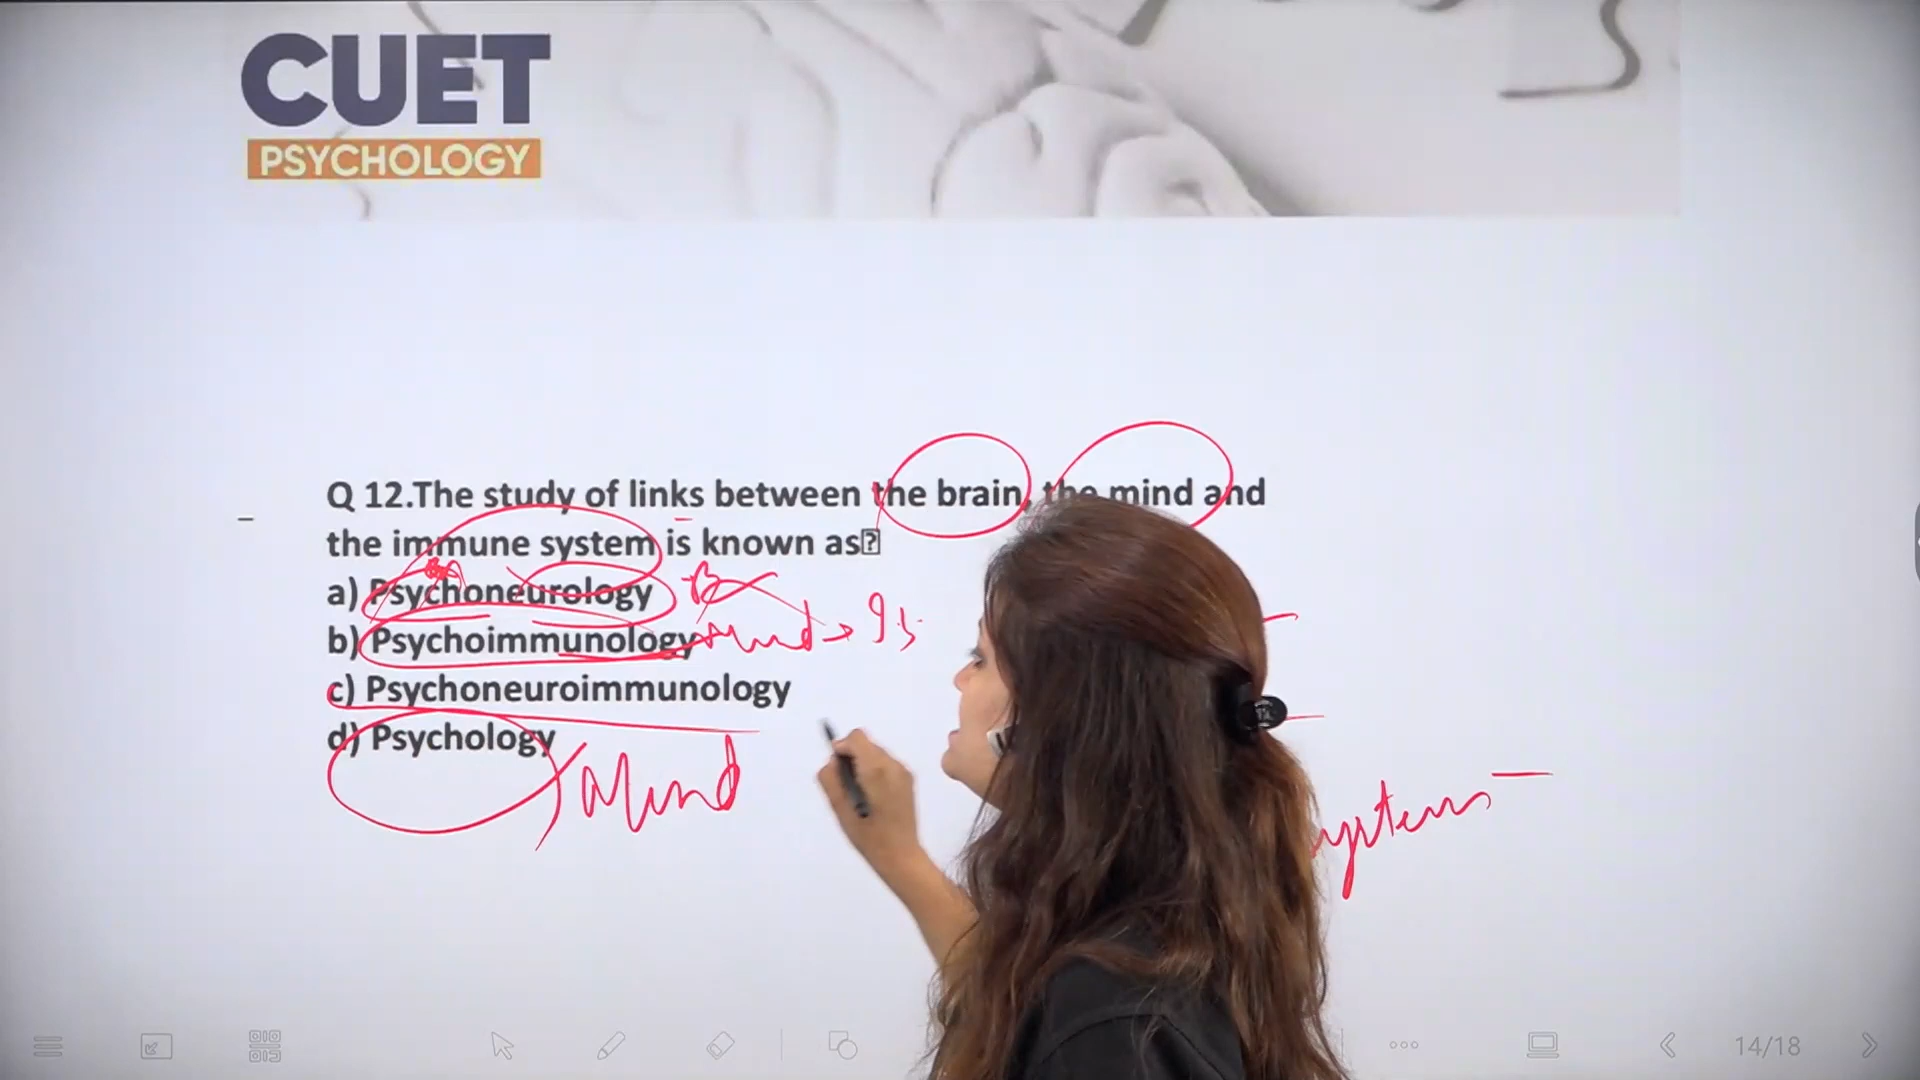 CUET
PSYCHOLOGY
Q 12.The study of links between the brain, the mind and
the immune system is known as
a) Psychoneurology
b) Psychoimmunology
c) Psychoneuroimmunology
d) Psychology
Mind
14/18